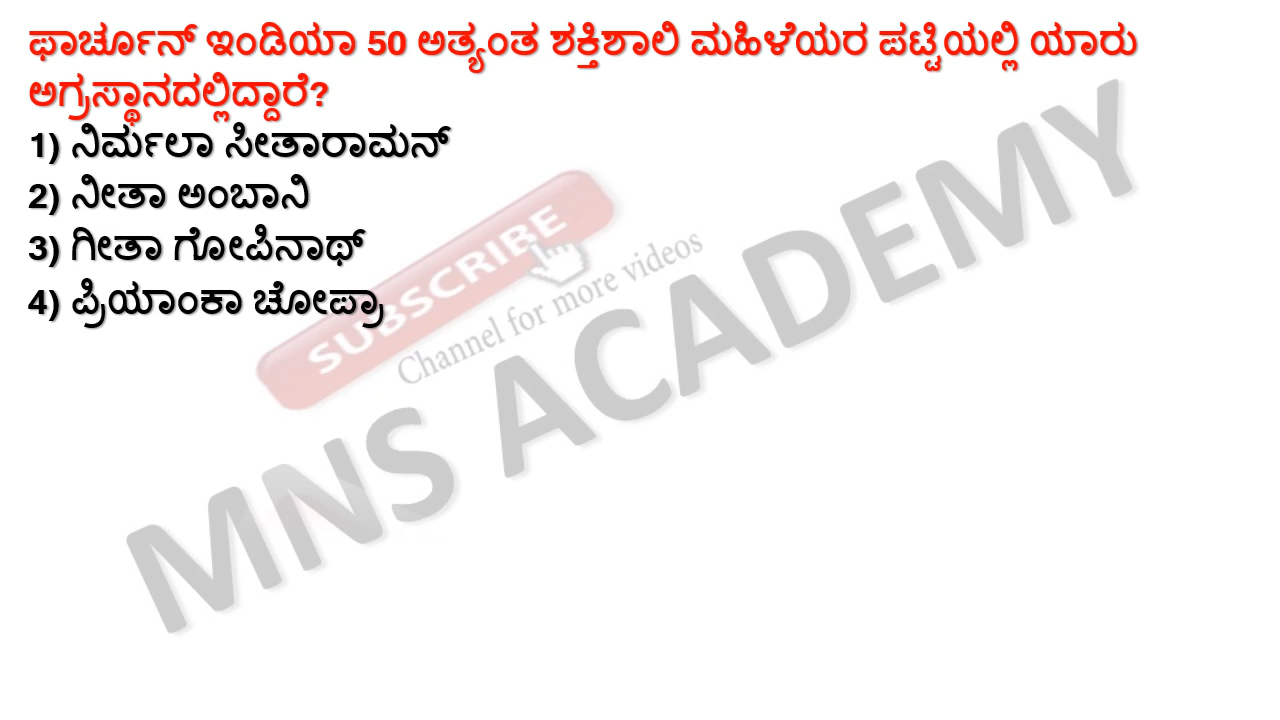 ಫಾರ್ಚೂನ್ ಇಂಡಿಯಾ 50 ಅತ್ಯಂತ ಶಕ್ತಿಶಾಲಿ ಮಹಿಳೆಯರ ಪಟ್ಟಿಯಲ್ಲಿ ಯಾರು
ಅಗ್ರಸ್ಥಾನದಲ್ಲಿದ್ದಾರೆ?
1) ನಿರ್ಮಲಾ ಸೀತಾರಾಮನ್
2) ನೀತಾ ಅಂಬಾನಿ
3) ಗೀತಾ ಗೋಪಿನಾಥ್
4) ಪ್ರಿಯಾಂಕಾ ಚೋಪ್ರಾ
SUBSCRIBE
Channel for more videos
MNS ACADEMY